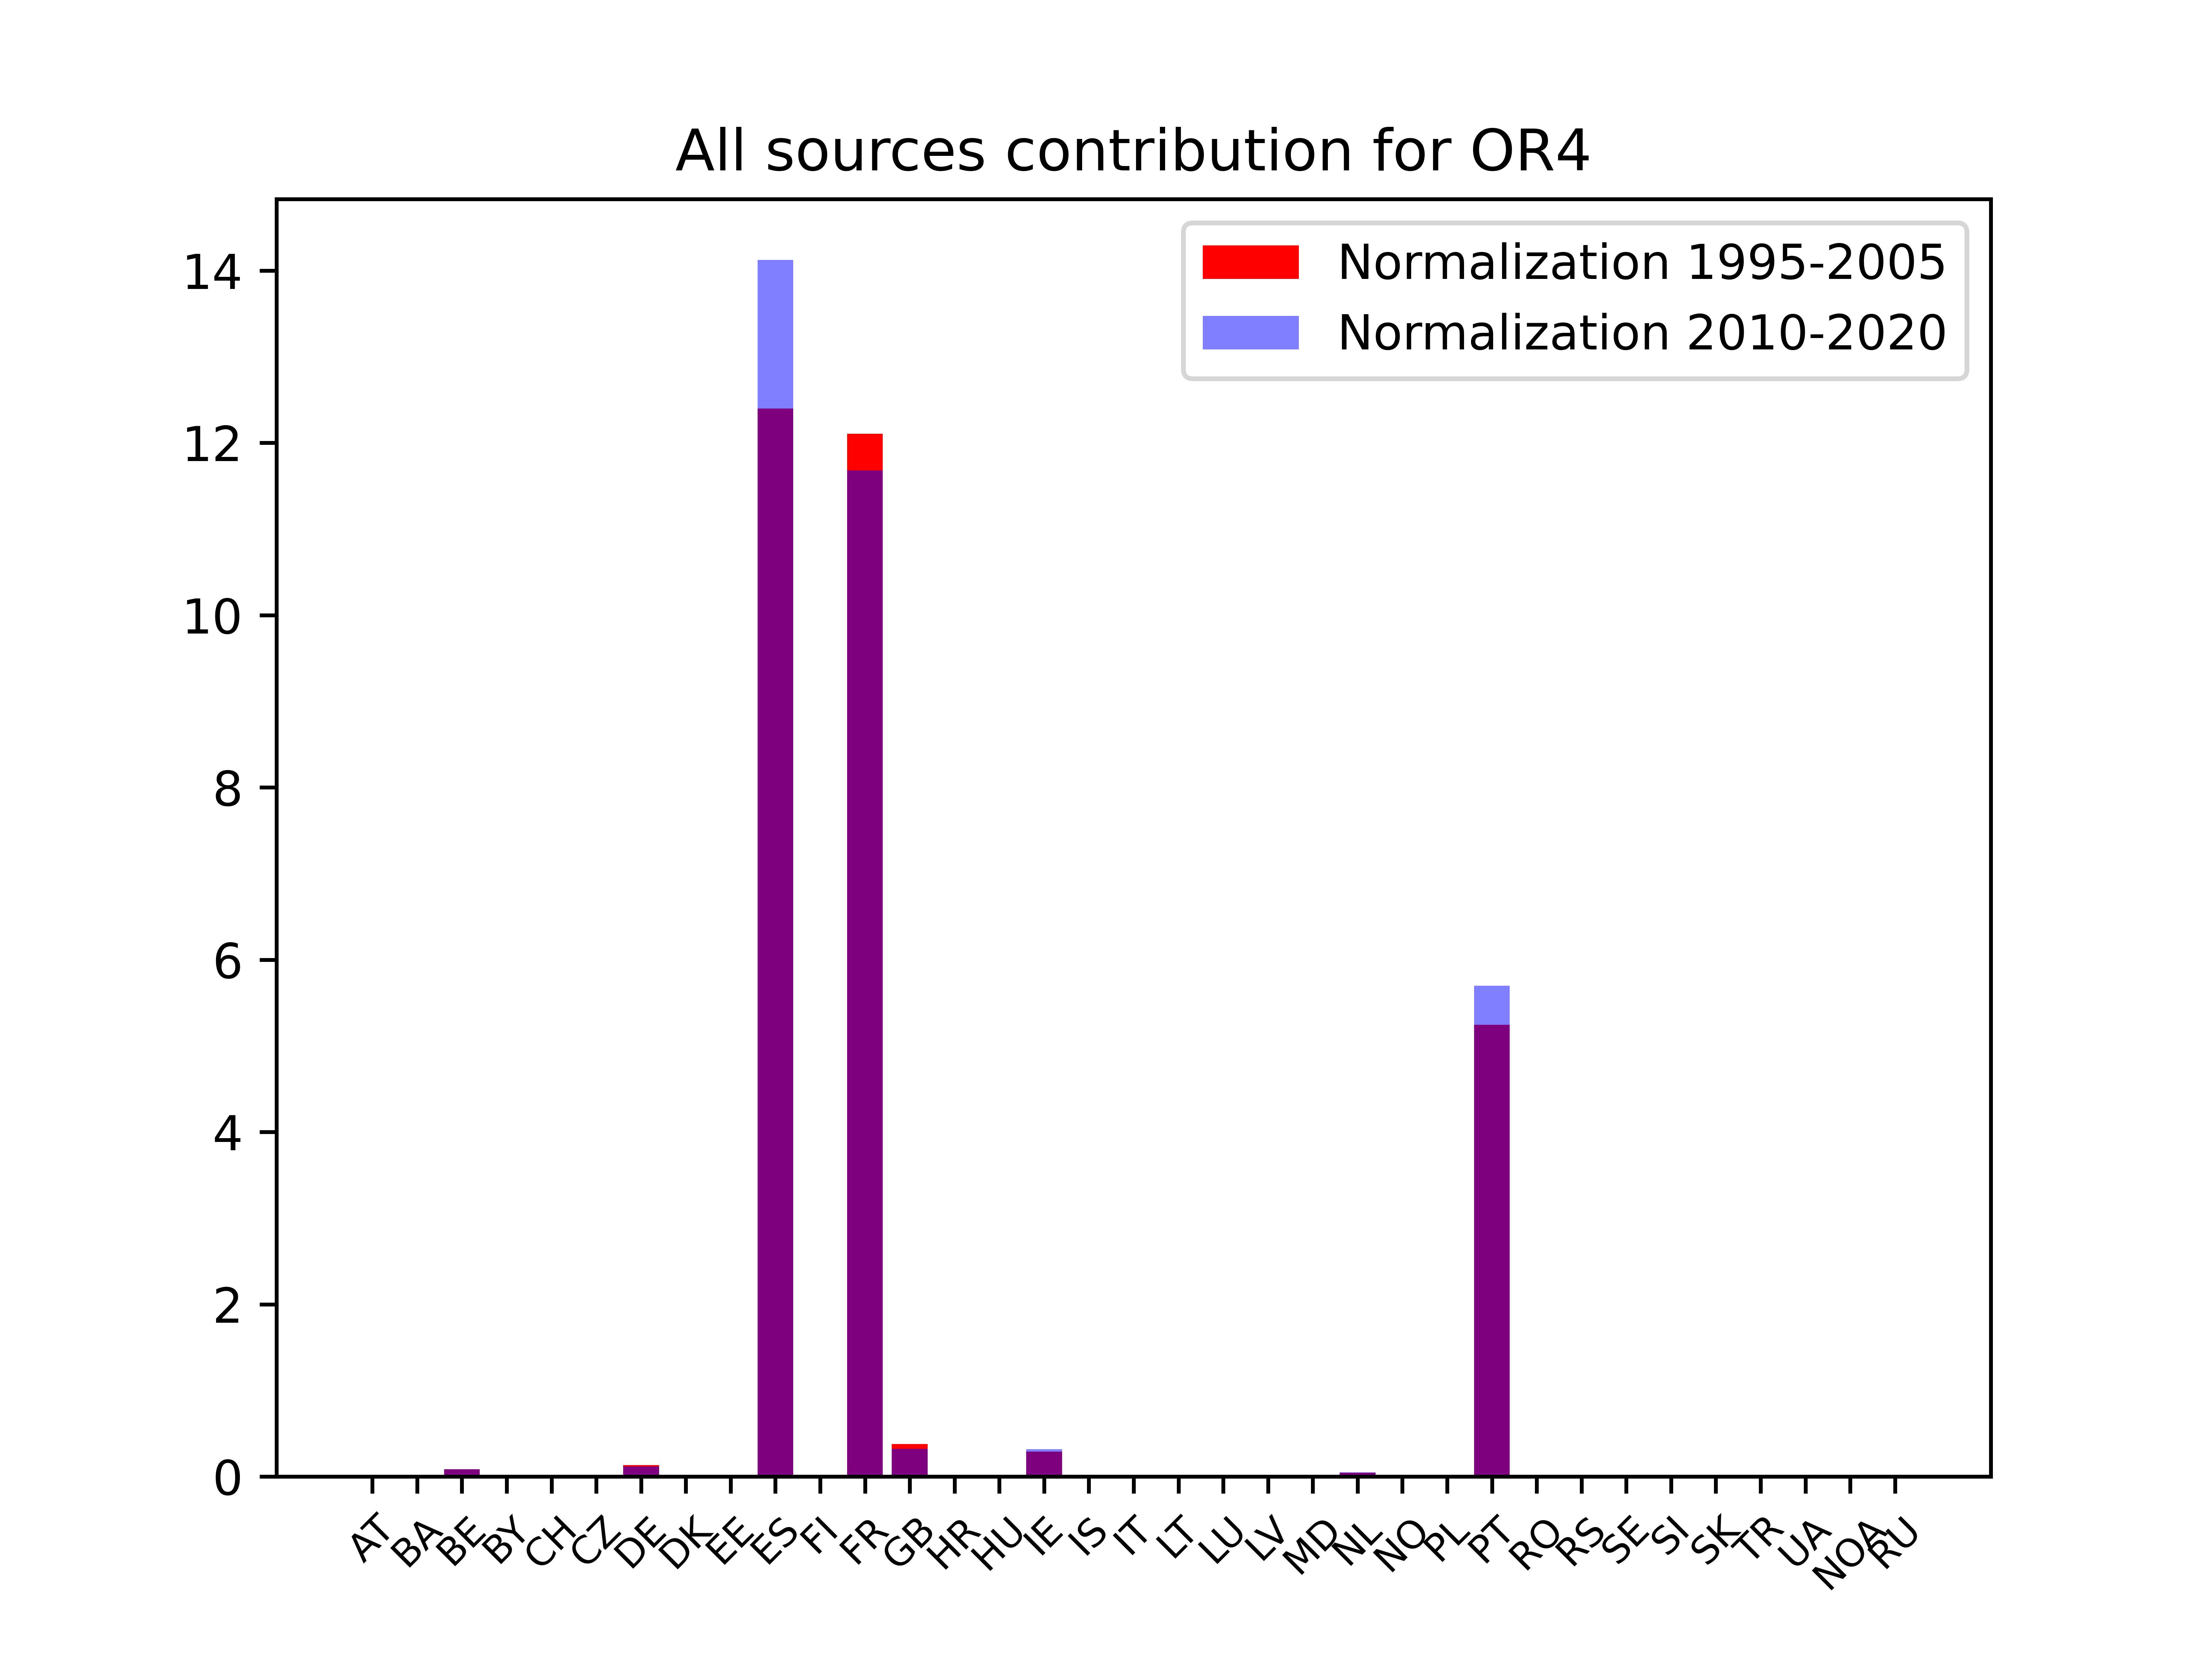 All sources contribution for OR4
Normalization 1995-2005
Normalization 2010-2020
14
12
10
8
6
4
2
0
AT BA BE BY CH CZ DE DK EE ES FI FR GB HR HU IE IS IT LT LU LV MD NL NO PL PT RO RS SE SI SK TR UA NOA RU